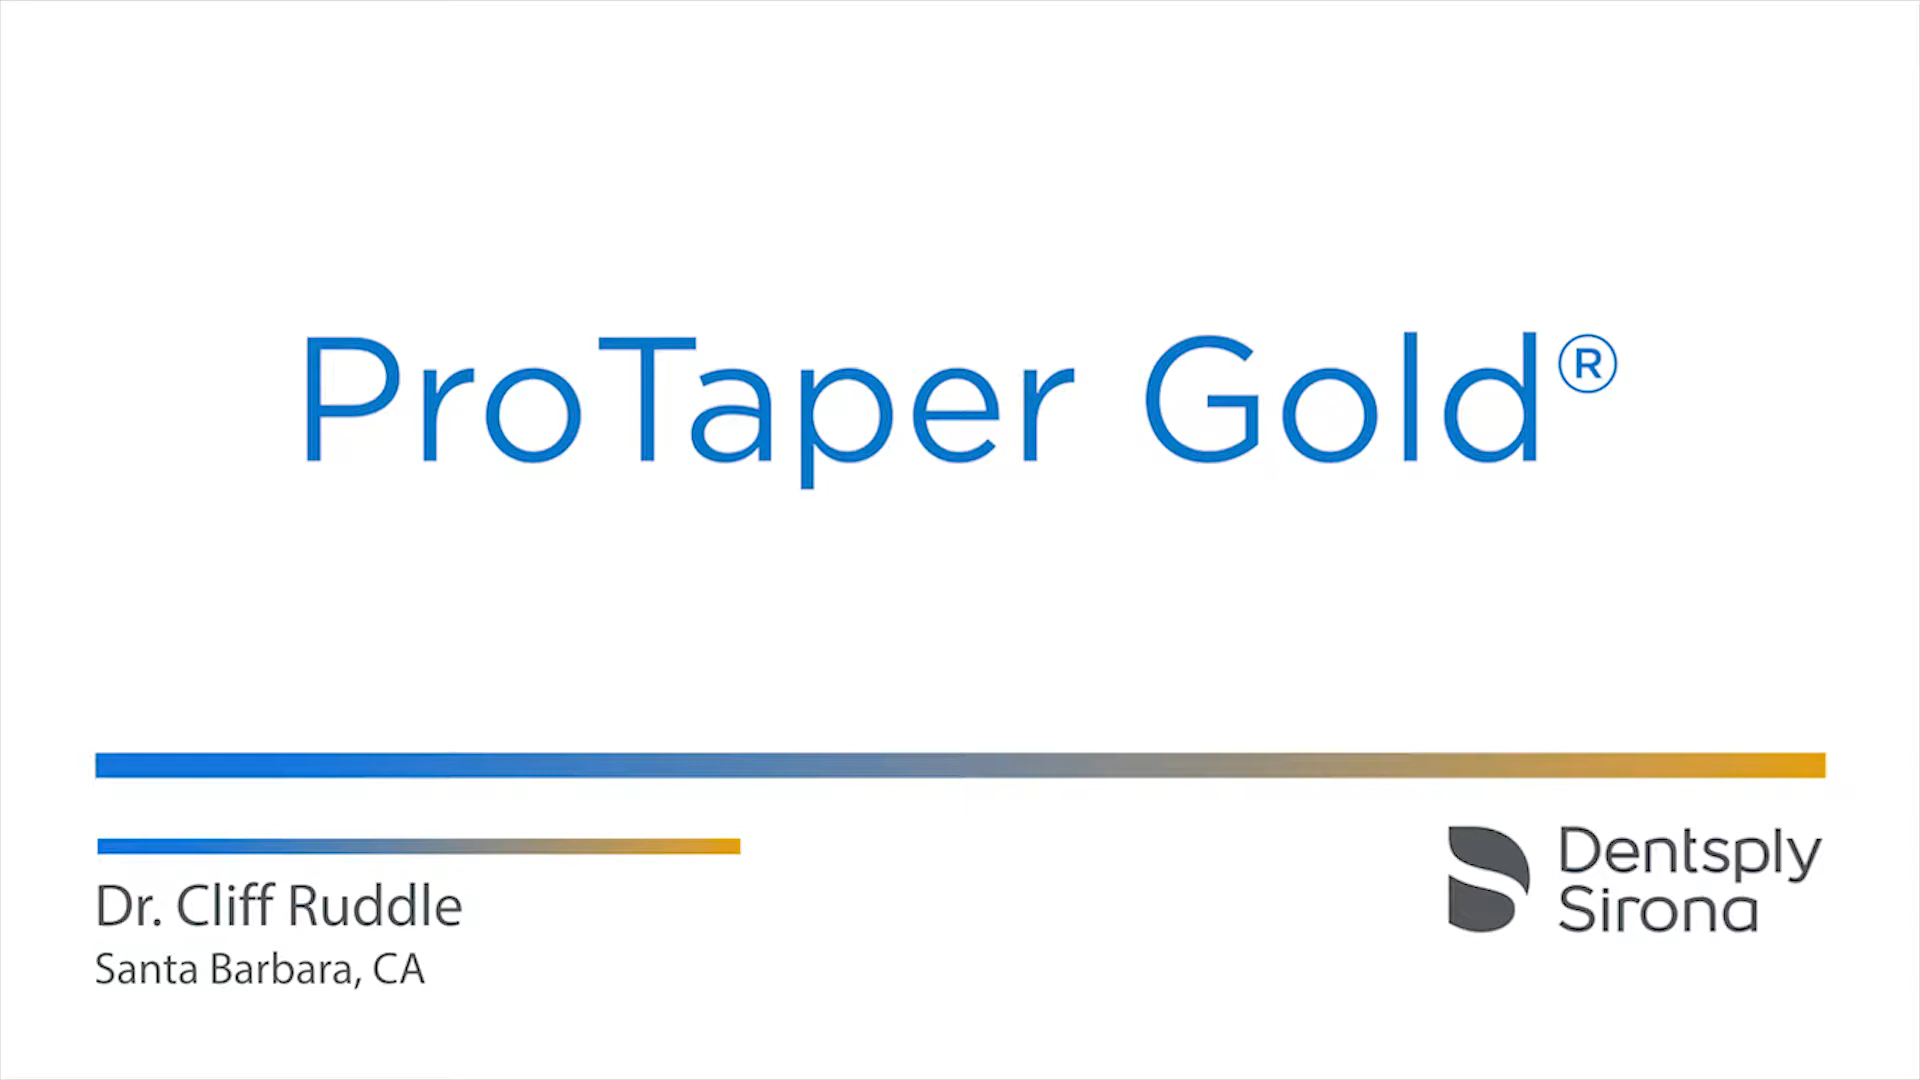 ProTaper Gold®
Dr. Cliff Ruddle
Santa Barbara, CA
Dentsply
Sirona